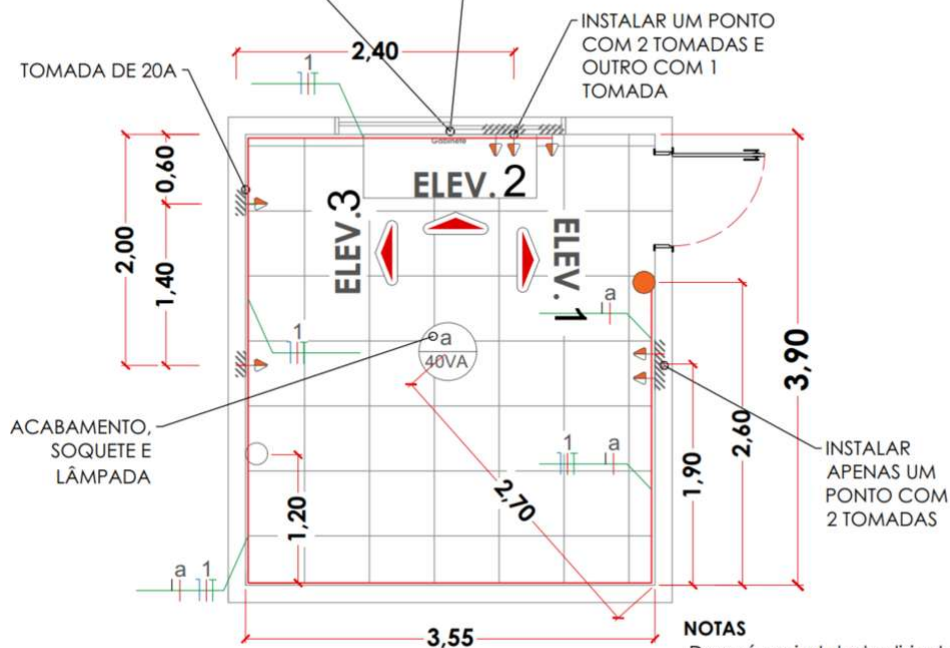 INSTALAR UM PONTO
COM 2 TOMADAS E
OUTRO COM 1
TOMADA
2,40
TOMADA DE 20A
1
Gabinete
0,60
ELEV. 2
ELEV.3
ELEV. 1
2,00
1,40
a
1
a
40VA
3,90
2,60
ACABAMENTO,
SOQUETE E
LÂMPADA
1 a
INSTALAR
APENAS UM
PONTO COM
2 TOMADAS
1,90
2,70
1,20
a 1
3,55
NOTAS